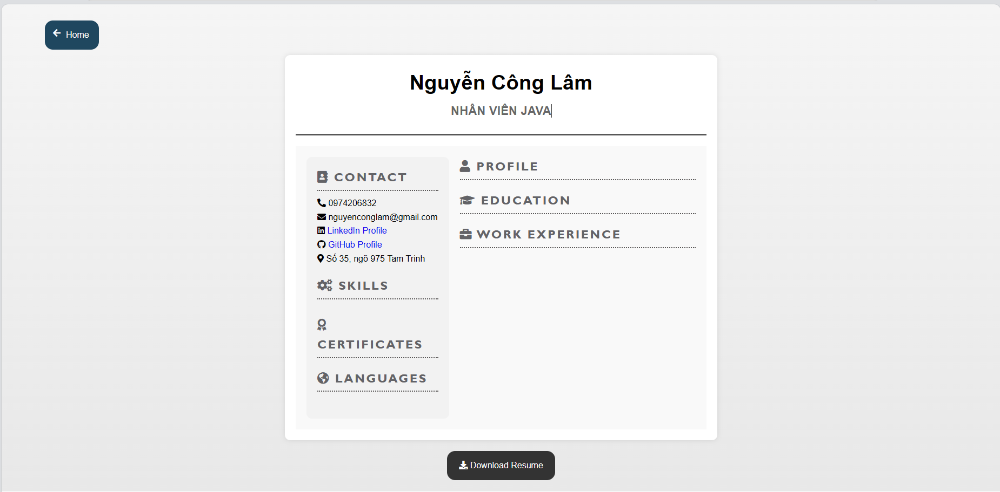 Home
Nguyễn Công Lâm
NHÂN VIÊN JAVA
CONTACT
0974206832
nguyenconglam@gmail.com
LinkedIn Profile
GitHub Profile
Số 35, ngõ 975 Tam Trinh
SKILLS
CERTIFICATES
LANGUAGES
PROFILE
EDUCATION
WORK EXPERIENCE
Download Resume